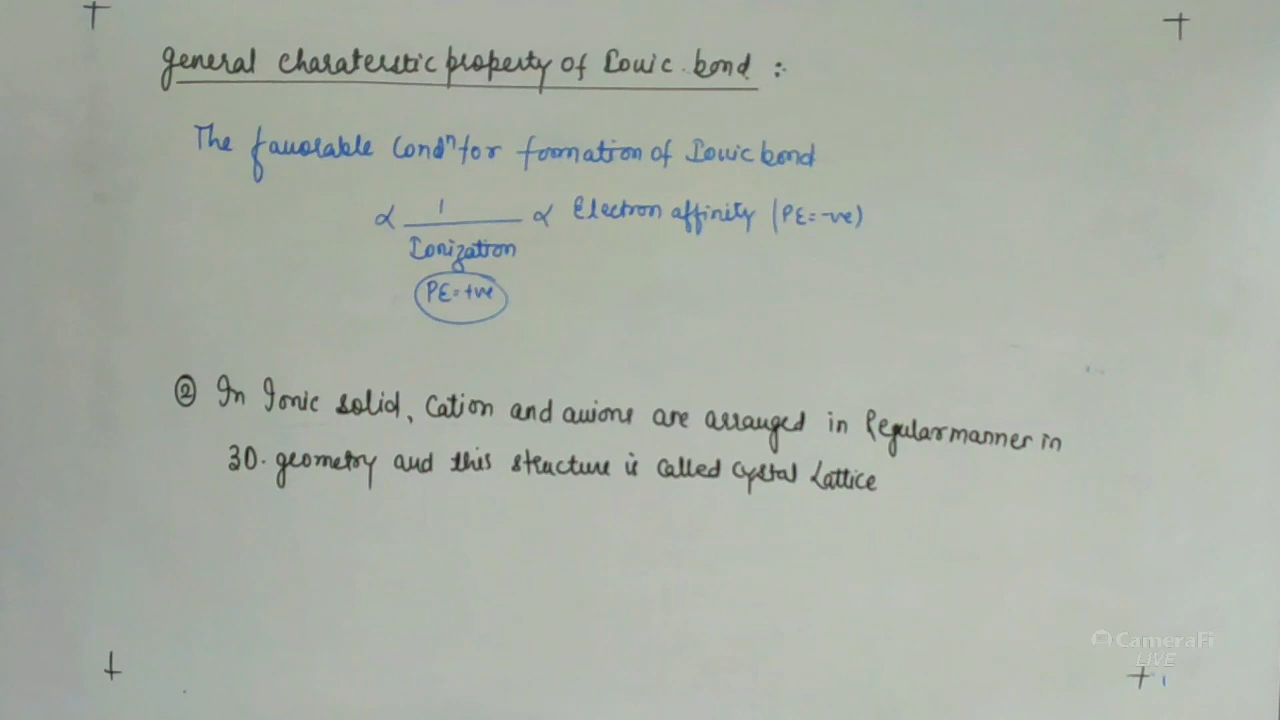 general charaterstic property of Ionic bond :
The favorable Condⁿ for formation of Ionic bond
∝ 1/Ionization ∝ Electron affinity (PE=-ve)
PE=+ve
② In Ionic solid, Cation and anions are arranged in Regular manner in
3D. geometry and this structure is called Crystal Lattice
CameraFi
LIVE